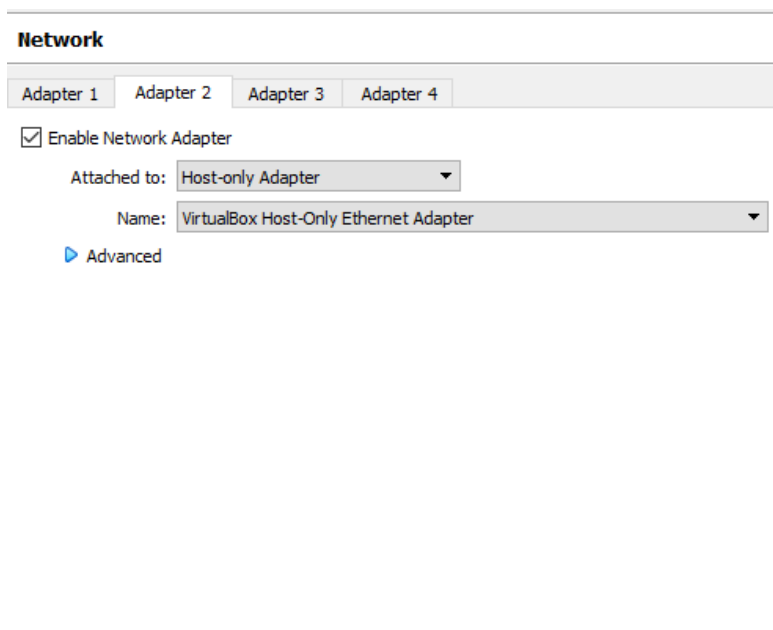 Network
Adapter 1 Adapter 2 Adapter 3 Adapter 4
Enable Network Adapter
Attached to: Host-only Adapter
Name: VirtualBox Host-Only Ethernet Adapter
Advanced